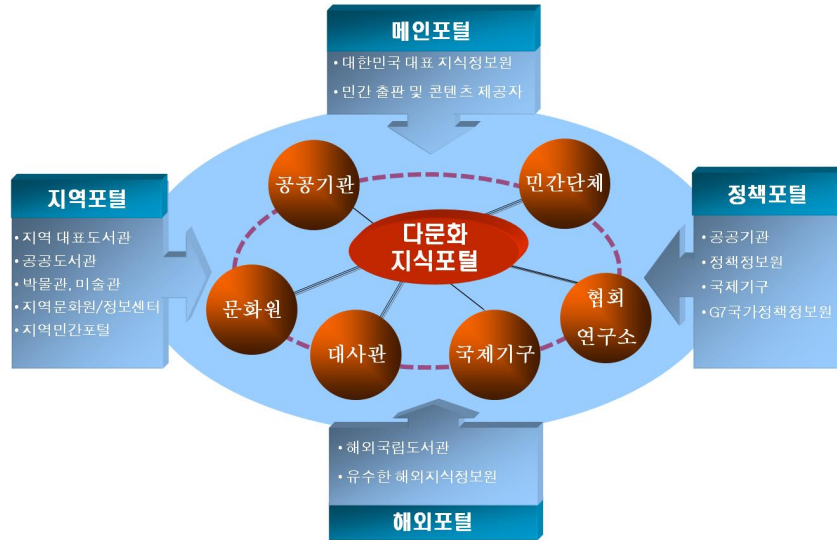 메인포털
• 대한민국 대표 지식정보원
• 민간 출판 및 콘텐츠 제공자
지역포털
• 지역 대표도서관
• 공공도서관
• 박물관, 미술관
• 지역문화원/정보센터
• 지역민간포털
공공기관
민간단체
다문화
지식포털
문화원
대사관
국제기구
협회
연구소
정책포털
• 공공기관
• 정책정보원
• 국제기구
• G7국가정책정보원
• 해외국립도서관
• 유수한 해외지식정보원
해외포털